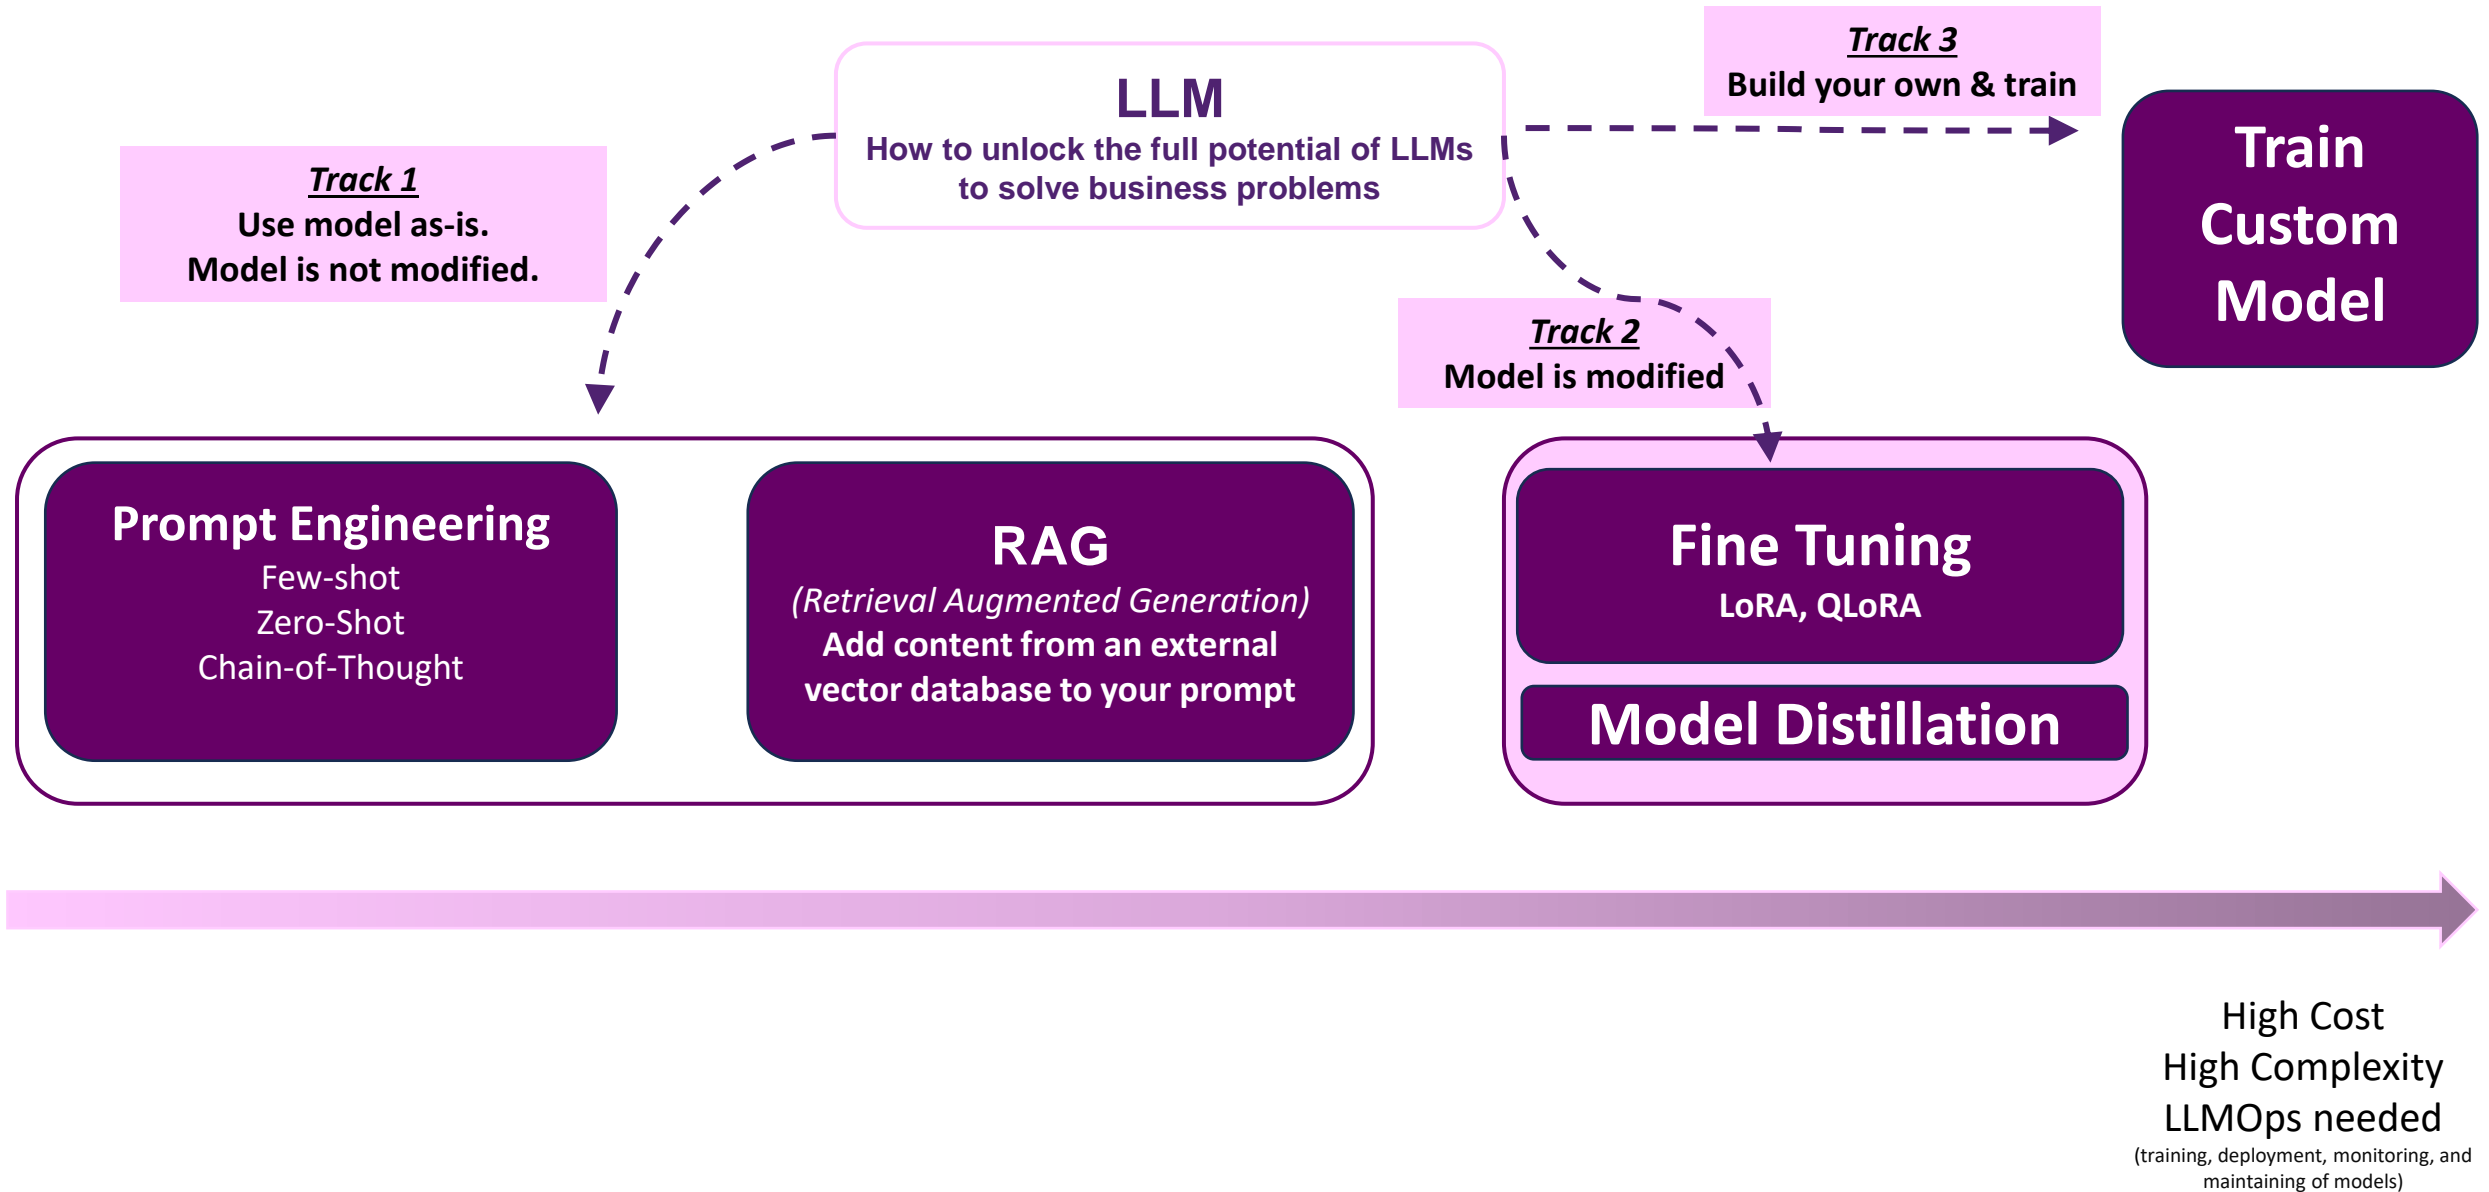 Track 3
Build your own & train
LLM
How to unlock the full potential of LLMs
to solve business problems
Train
Custom
Model
Track 1
Use model as-is.
Model is not modified.
Track 2
Model is modified
Prompt Engineering
Few-shot
Zero-Shot
Chain-of-Thought
RAG
(Retrieval Augmented Generation)
Add content from an external
vector database to your prompt
Fine Tuning
LoRA, QLoRA
Model Distillation
High Cost
High Complexity
LLMOps needed
(training, deployment, monitoring, and
maintaining of models)